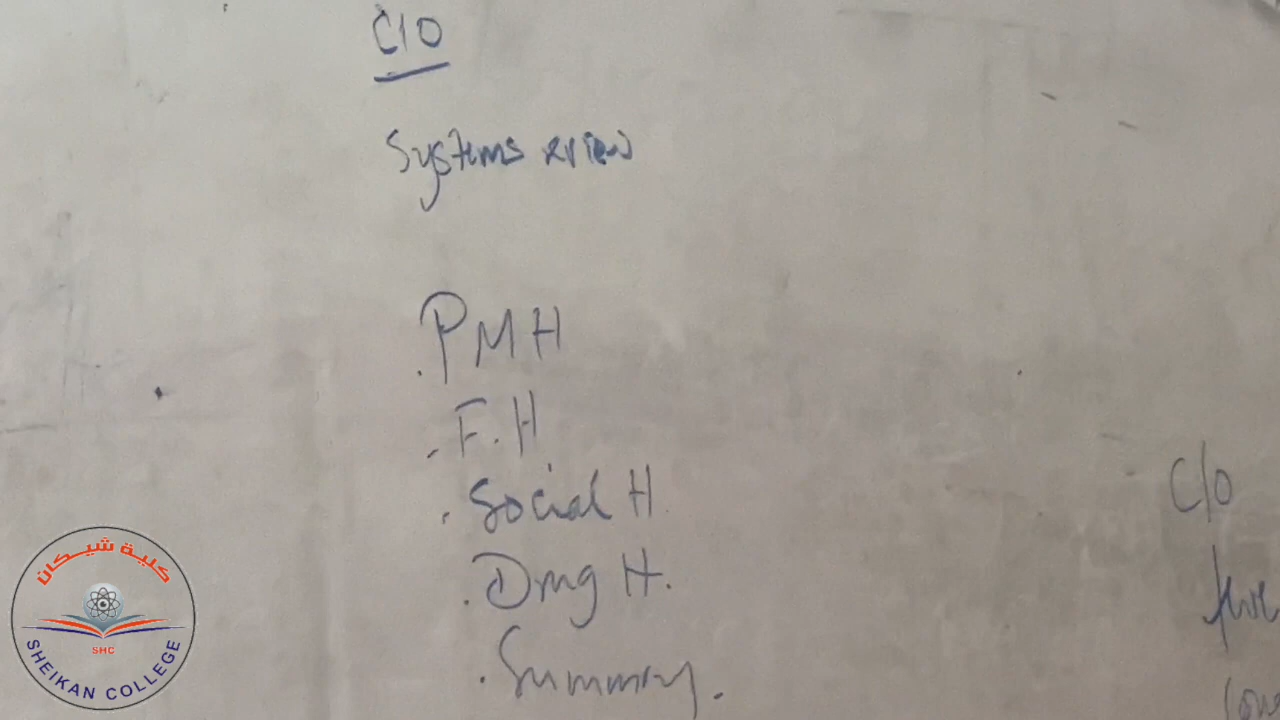 C/O
Systems review
. PMH
. F.H
. Social H
. Drug H.
. Summary.
C/O
كلية شيكان
SHC
SHEIKAN COLLEGE